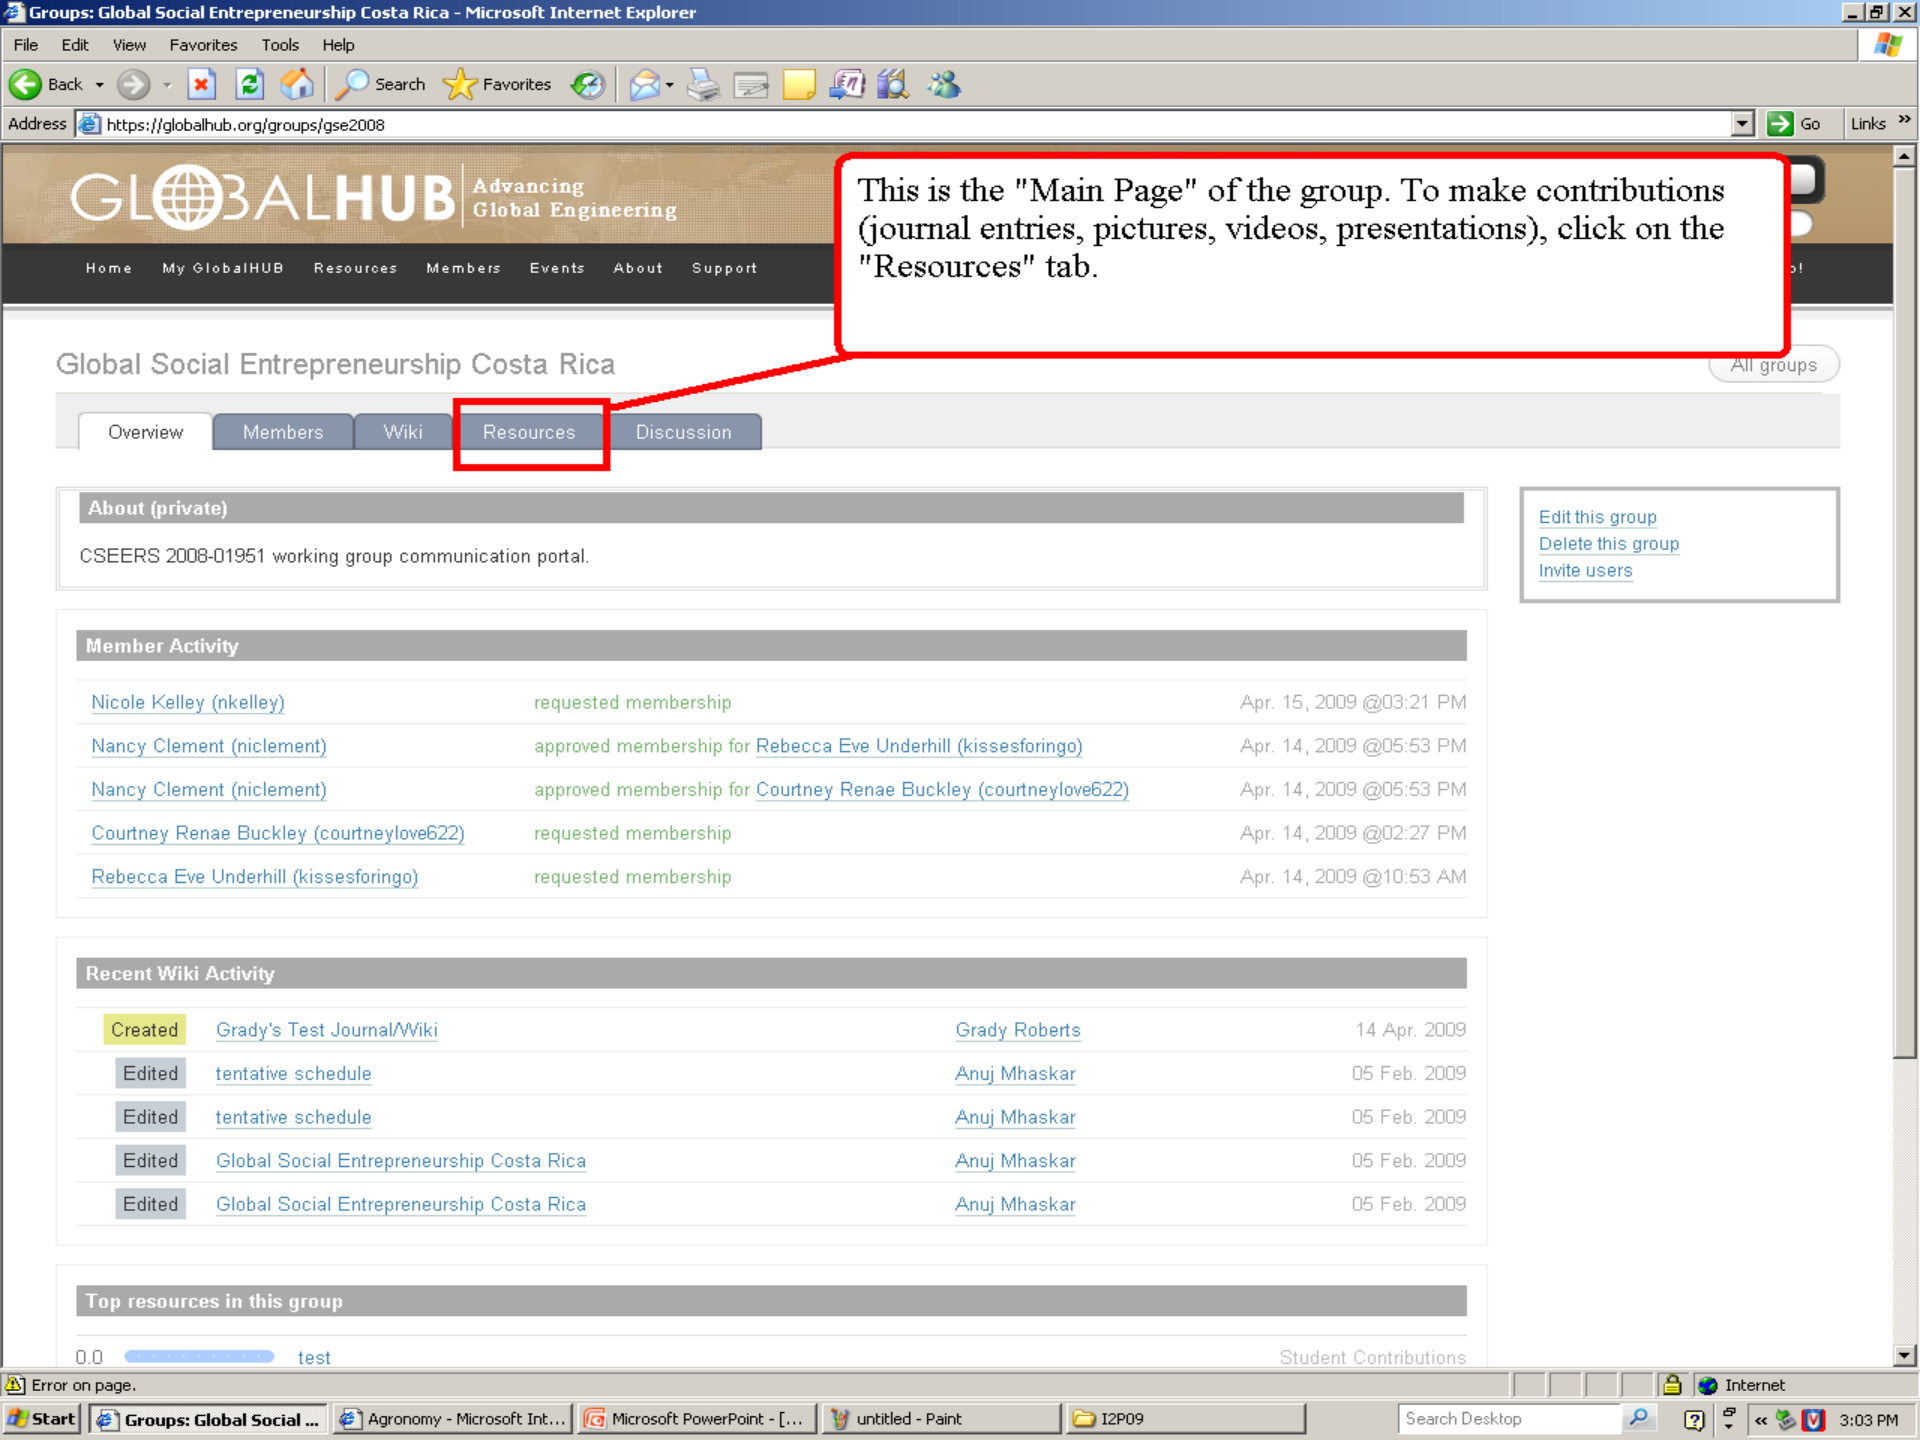 Groups: Global Social Entrepreneurship Costa Rica - Microsoft Internet Explorer
File Edit View Favorites Tools Help
Back Search Favorites
Address https://globalhub.org/groups/gse2008 Go Links »
GLOBALHUB Advancing
Global Engineering
This is the "Main Page" of the group. To make contributions
(journal entries, pictures, videos, presentations), click on the
"Resources" tab.
Home My GlobalHUB Resources Members Events About Support
Global Social Entrepreneurship Costa Rica
All groups
Overview Members Wiki Resources Discussion
About (private)
CSEERS 2008-01951 working group communication portal.
Edit this group
Delete this group
Invite users
Member Activity
Nicole Kelley (nkelley) requested membership Apr. 15, 2009 @03:21 PM
Nancy Clement (niclement) approved membership for Rebecca Eve Underhill (kissesforingo) Apr. 14, 2009 @05:53 PM
Nancy Clement (niclement) approved membership for Courtney Renae Buckley (courtneylove622) Apr. 14, 2009 @05:53 PM
Courtney Renae Buckley (courtneylove622) requested membership Apr. 14, 2009 @02:27 PM
Rebecca Eve Underhill (kissesforingo) requested membership Apr. 14, 2009 @10:53 AM
Recent Wiki Activity
Created Grady's Test Journal/Wiki Grady Roberts 14 Apr. 2009
Edited tentative schedule Anuj Mhaskar 05 Feb. 2009
Edited tentative schedule Anuj Mhaskar 05 Feb. 2009
Edited Global Social Entrepreneurship Costa Rica Anuj Mhaskar 05 Feb. 2009
Edited Global Social Entrepreneurship Costa Rica Anuj Mhaskar 05 Feb. 2009
Top resources in this group
0.0 test Student Contributions
Error on page. Internet
Start Groups: Global Social ... Agronomy - Microsoft Int... Microsoft PowerPoint - [... untitled - Paint I2P09 Search Desktop « 3:03 PM